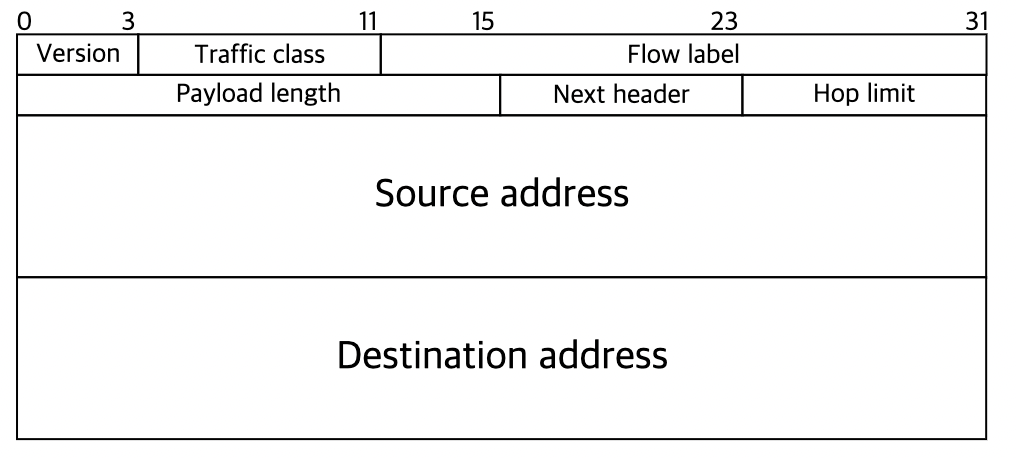 0 3 11 15 23 31
Version Traffic class Flow label
Payload length Next header Hop limit
Source address
Destination address